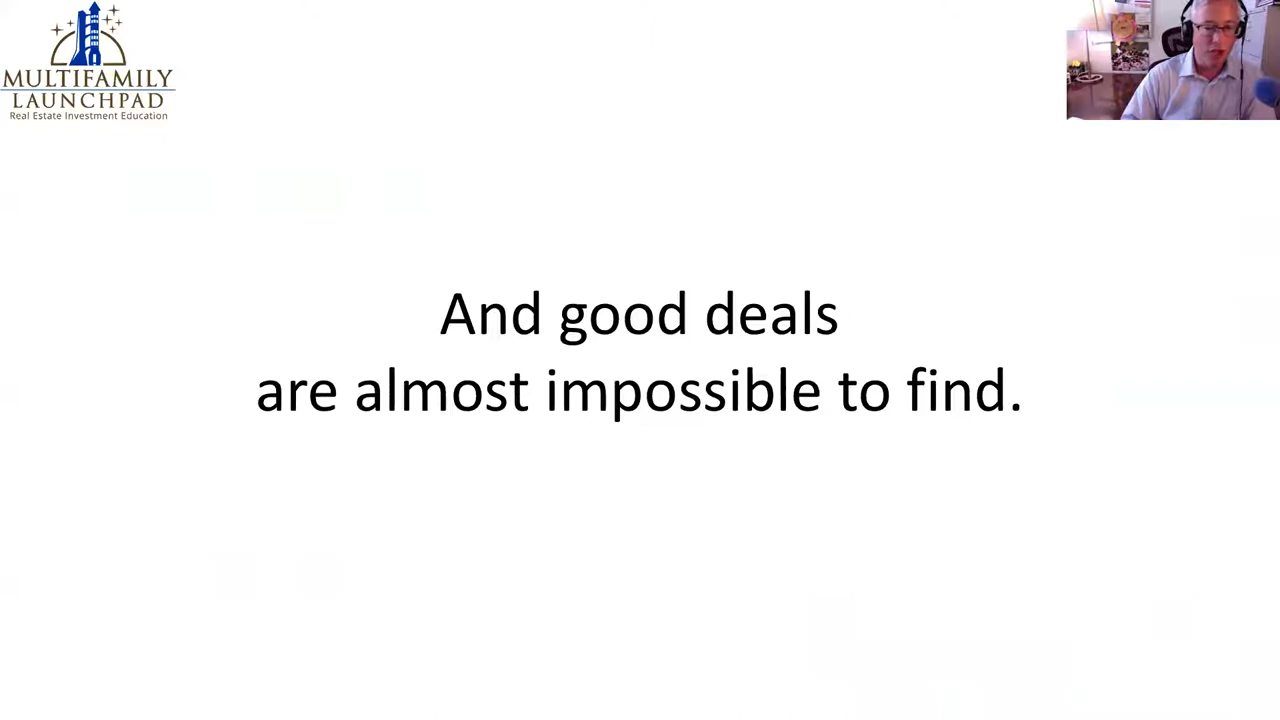 MULTIFAMILY
LAUNCHPAD
Real Estate Investment Education
And good deals
are almost impossible to find.